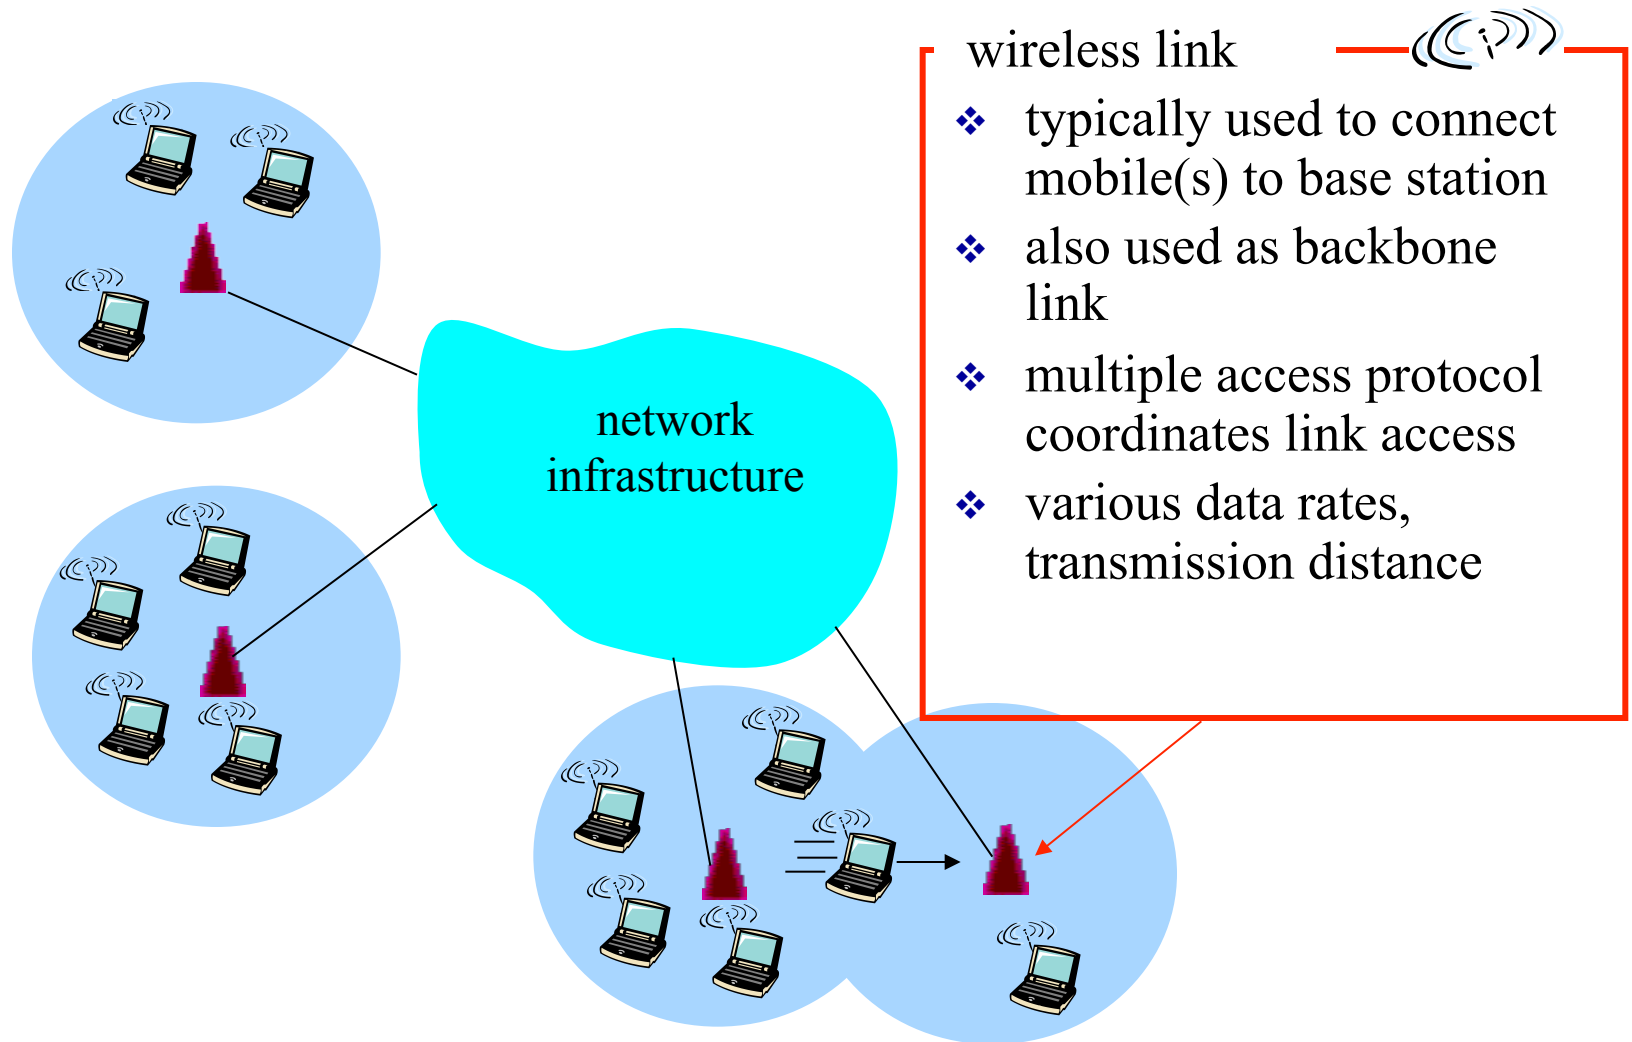 wireless link
❖ typically used to connect
mobile(s) to base station
❖ also used as backbone
link
❖ multiple access protocol
coordinates link access
❖ various data rates,
transmission distance
network
infrastructure